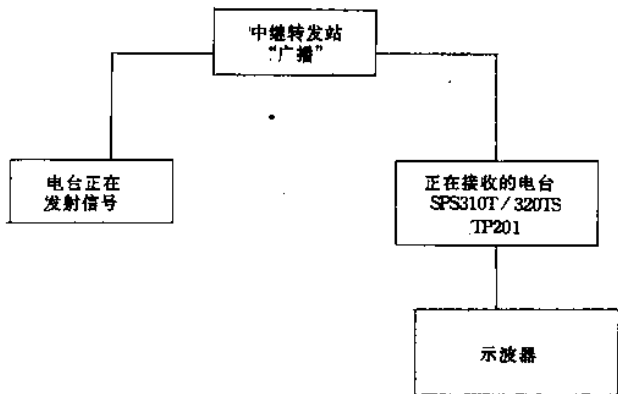 中继转发站
“广播”
电台正在
发射信号
正在接收的电台
SPS310T/320TS
TP201
示波器